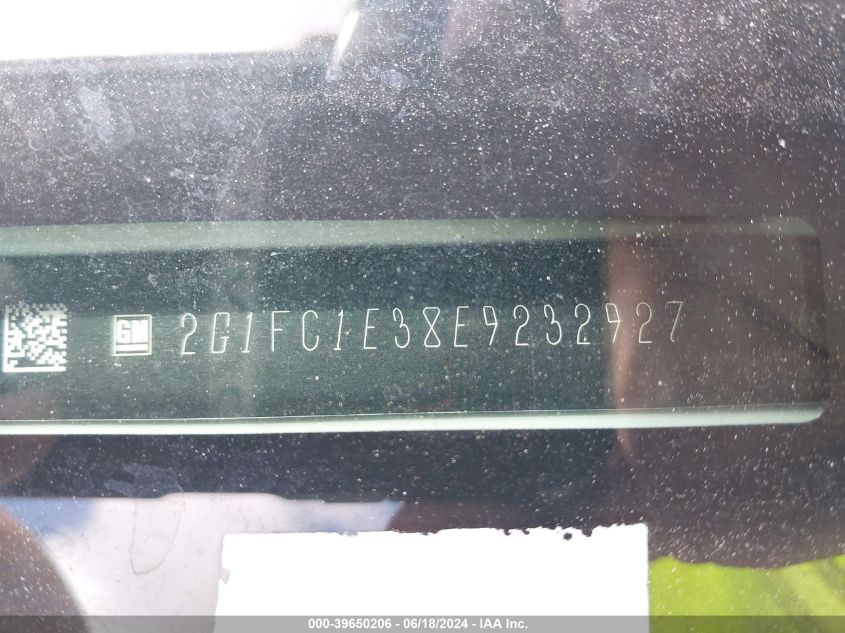 GM 2G1FC1E38E9232927
000-39650206 - 06/18/2024 - IAA Inc.